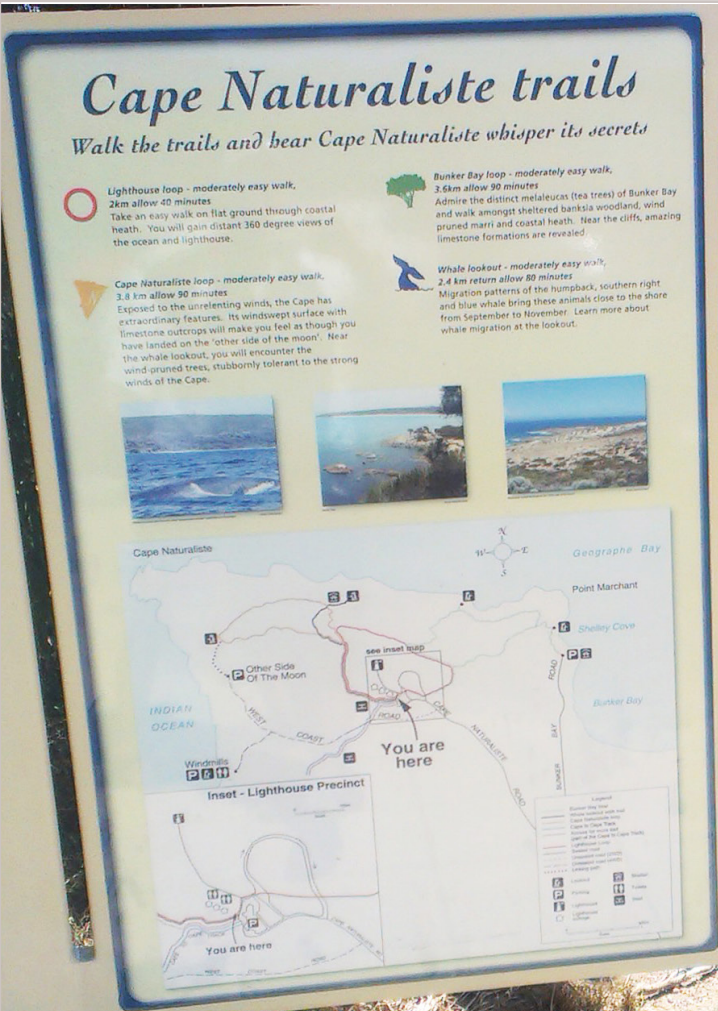 Cape Naturaliste trails
Walk the trails and hear Cape Naturaliste whisper its secrets
Lighthouse loop - moderately easy walk,
2km allow 40 minutes
Take an easy walk on flat ground through coastal
heath. You will gain distant 360 degree views of
the ocean and lighthouse.
Cape Naturaliste loop - moderately easy walk,
3.8 km allow 90 minutes
Exposed to the unrelenting winds, the Cape has
extraordinary features. Its windswept surface with
limestone outcrops will make you feel as though you
have landed on the 'other side of the moon'. Near
the whale lookout, you will encounter the
wind-pruned trees, stubbornly tolerant to the strong
winds of the Cape.
Bunker Bay loop - moderately easy walk,
3.6km allow 90 minutes
Admire the distinct melaleucas (tea trees) of Bunker Bay
and walk amongst sheltered banksia woodland, wind
pruned marri and coastal heath. Near the cliffs, amazing
limestone formations are revealed.
Whale lookout - moderately easy walk,
2.4 km return allow 80 minutes
Migration patterns of the humpback, southern right
and blue whale bring these animals close to the shore
from September to November. Learn more about
whale migration at the lookout.
Cape Naturaliste
N
W E
S
Geographe Bay
Point Marchant
Shelley Cove
see inset map
P Other Side
Of The Moon
P
ROAD
INDIAN
OCEAN
Bunker Bay
WEST
COAST
ROAD
CAPE
NATURALISTE
ROAD
BAY
BUNKER
You are
here
Windmills
P
Inset - Lighthouse Precinct
P
You are here
Legend
Lookout
Parking
Lighthouse
Toilets
P